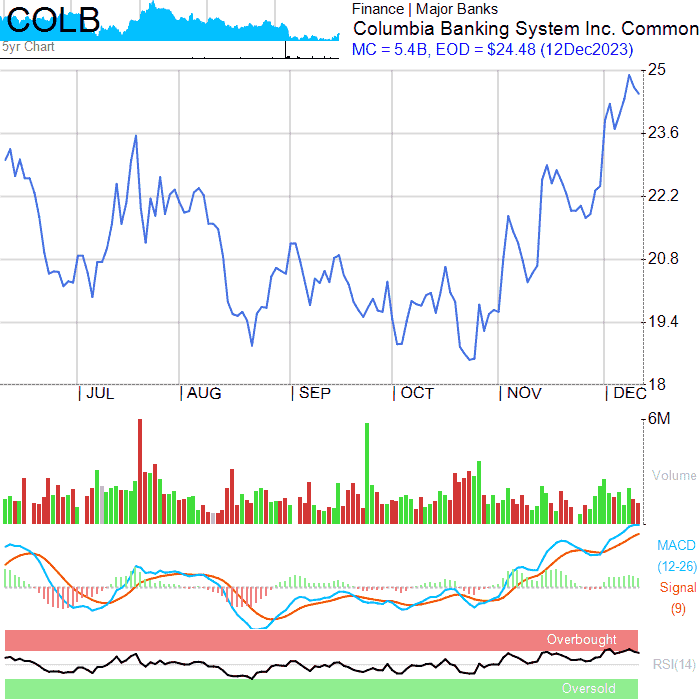 COLB
5yr Chart
Finance | Major Banks
Columbia Banking System Inc. Common
MC = 5.4B, EOD = $24.48 (12Dec2023)
25
23.6
22.2
20.8
19.4
18
| JUL | AUG | SEP | OCT | NOV | DEC
6M
Volume
MACD
(12-26)
Signal
(9)
Overbought
RSI(14)
Oversold